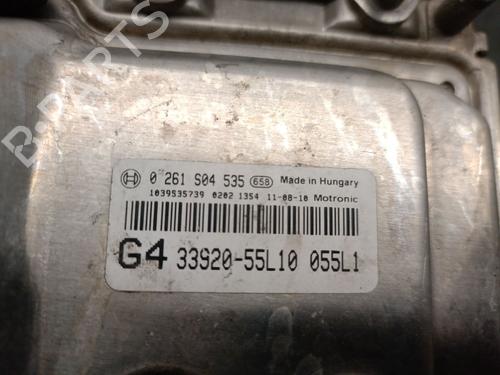 B-PARTS
0 261 S04 535 658 Made in Hungary
1039S35739 0202 1354 11-08-10 Motronic
G4 33920-55L10 055L1